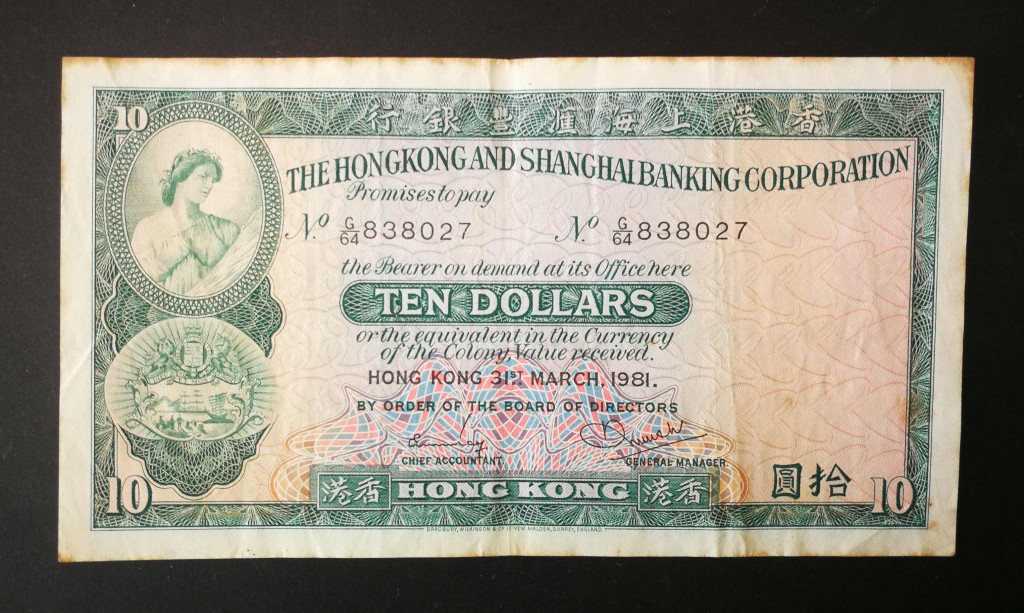 10
行銀豐滙海上港香
THE HONGKONG AND SHANGHAI BANKING CORPORATION
Promises to pay
No. G/64 838027 No. G/64 838027
the Bearer on demand at its Office here
TEN DOLLARS
or the equivalent in the Currency
of the Colony, Value received.
HONG KONG 31ST MARCH, 1981.
BY ORDER OF THE BOARD OF DIRECTORS
CHIEF ACCOUNTANT GENERAL MANAGER
10 港香 HONG KONG 港香 圓拾 10
BRADBURY, WILKINSON & Co. Ld. NEW MALDEN, SURREY, ENGLAND.